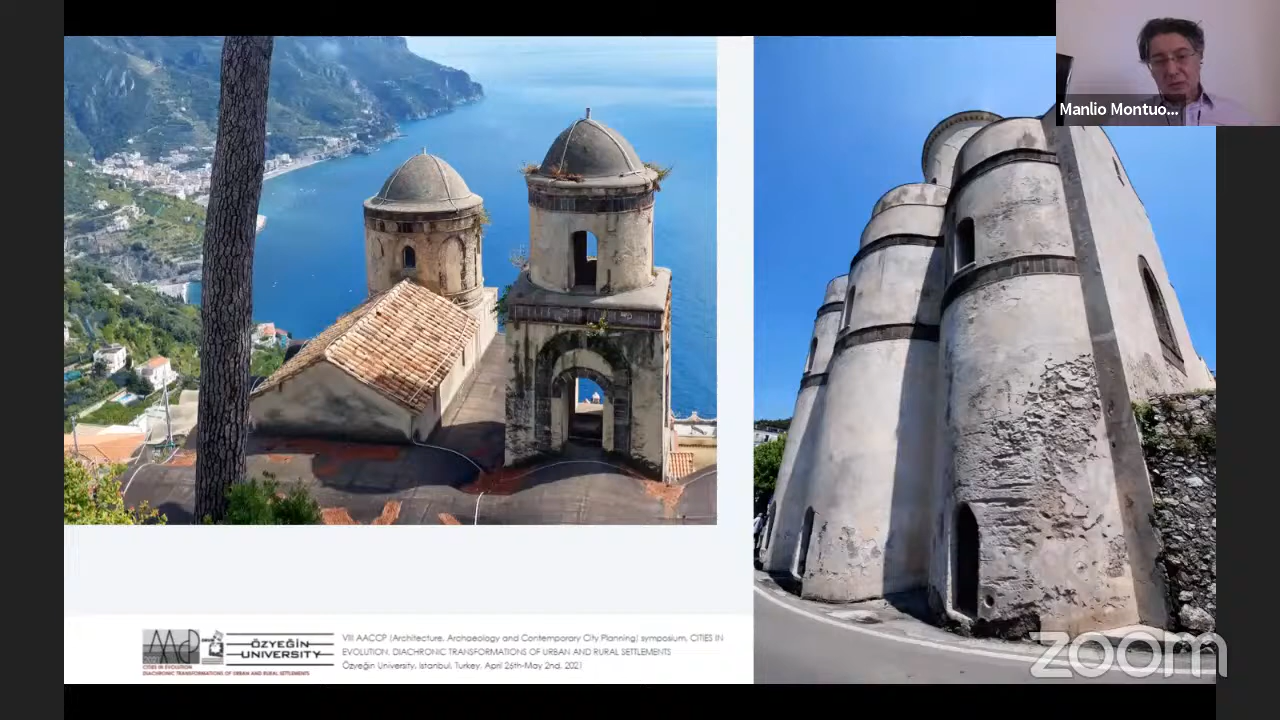 Manlio Montuo...
AACCP
ÖZYEĞİN
UNIVERSITY
CITIES IN EVOLUTION
DIACHRONIC TRANSFORMATIONS OF URBAN AND RURAL SETTLEMENTS
VIII AACCP (Architecture, Archaeology and Contemporary City Planning) symposium, CITIES IN
EVOLUTION. DIACHRONIC TRANSFORMATIONS OF URBAN AND RURAL SETTLEMENTS
Özyeğin University, Istanbul, Turkey. April 26th-May 2nd, 2021
zoom